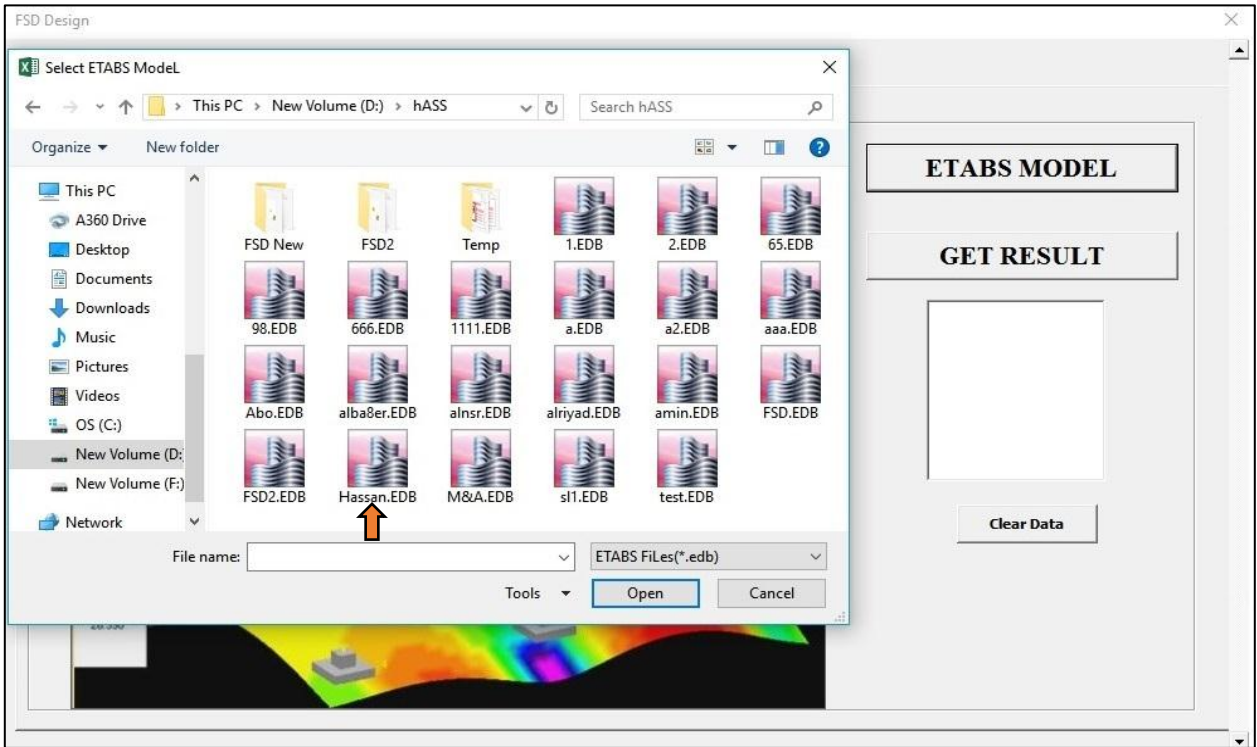 FSD Design
Select ETABS ModeL
This PC > New Volume (D:) > hASS
Search hASS
Organize
New folder
ETABS MODEL
This PC
A360 Drive
Desktop
Documents
Downloads
Music
Pictures
Videos
OS (C:)
New Volume (D:
New Volume (F:)
Network
FSD New FSD2 Temp 1.EDB 2.EDB 65.EDB
98.EDB 666.EDB 1111.EDB a.EDB a2.EDB aaa.EDB
Abo.EDB alba8er.EDB alnsr.EDB alriyad.EDB amin.EDB FSD.EDB
FSD2.EDB Hassan.EDB M&A.EDB sl1.EDB test.EDB
GET RESULT
Clear Data
File name:
ETABS FiLes(*.edb)
Tools
Open
Cancel